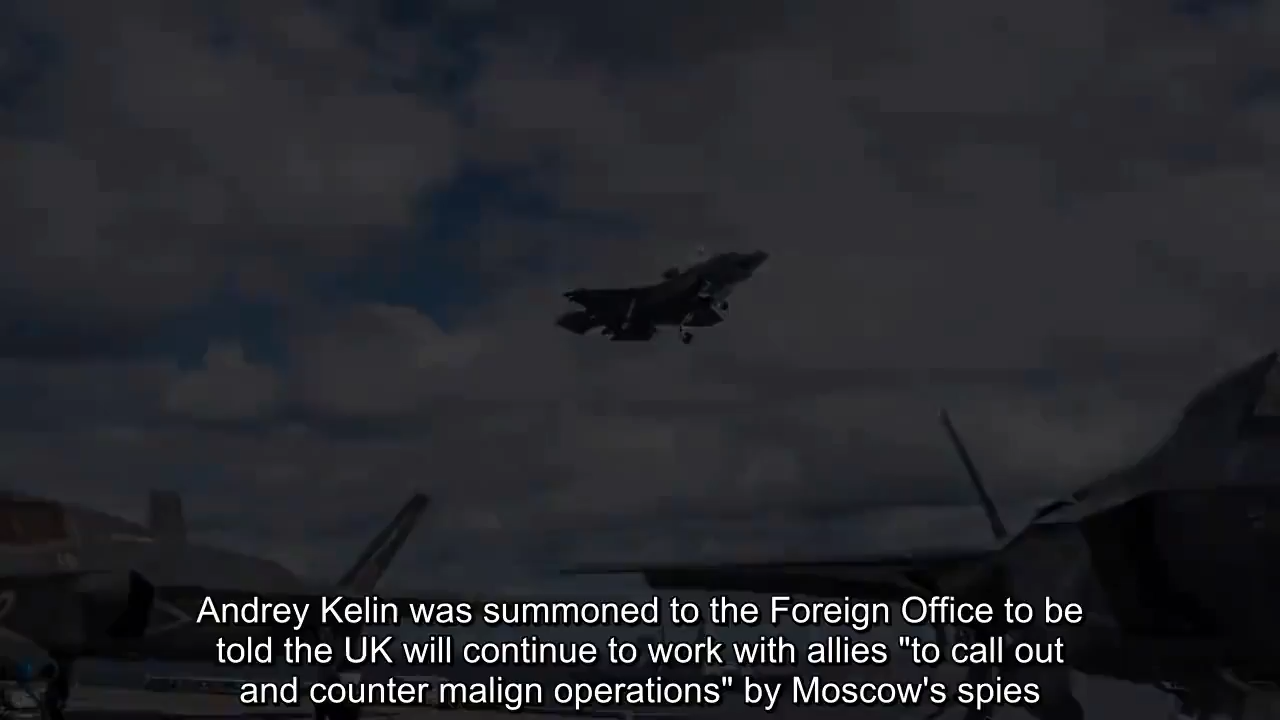 Andrey Kelin was summoned to the Foreign Office to be
told the UK will continue to work with allies "to call out
and counter malign operations" by Moscow's spies